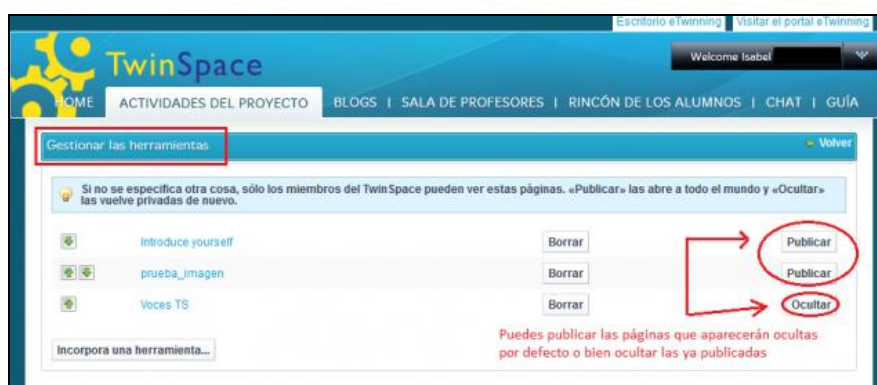 Escritorio eTwinning Visitar el portal eTwinning
TwinSpace
Welcome Isabel
HOME ACTIVIDADES DEL PROYECTO BLOGS | SALA DE PROFESORES | RINCÓN DE LOS ALUMNOS | CHAT | GUÍA
Gestionar las herramientas Volver
Si no se especifica otra cosa, sólo los miembros del TwinSpace pueden ver estas páginas. «Publicar» las abre a todo el mundo y «Ocultar»
las vuelve privadas de nuevo.
Introduce yourself Borrar Publicar
prueba_imagen Borrar Publicar
Voces TS Borrar Ocultar
Puedes publicar las páginas que aparecerán ocultas
por defecto o bien ocultar las ya publicadas
Incorpora una herramienta...